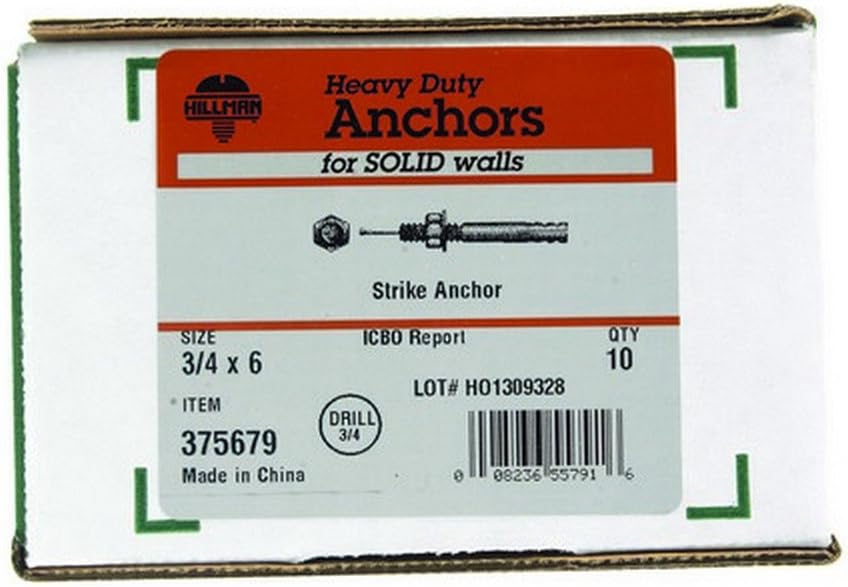 HILLMAN
Heavy Duty
Anchors
for SOLID walls
Strike Anchor
SIZE
ICBO Report
QTY
3/4 x 6
10
LOT# HO1309328
ITEM
DRILL
3/4
375679
Made in China
0 08236 55791 6